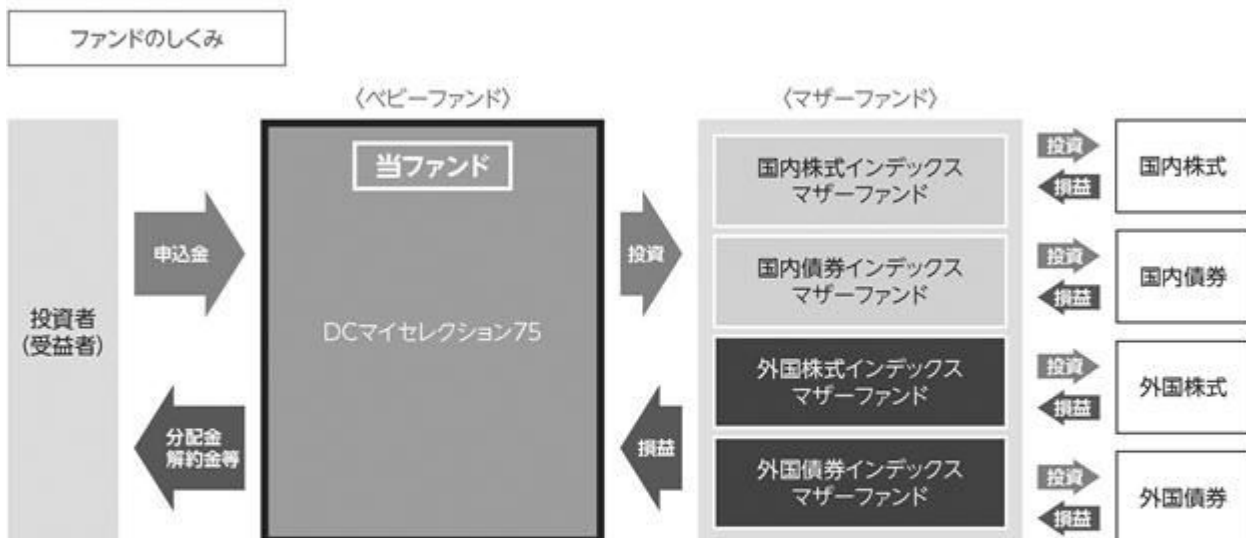 ファンドのしくみ
〈ベビーファンド〉
〈マザーファンド〉
投資者
(受益者)
申込金
分配金
解約金等
当ファンド
DCマイセレクション75
投資
損益
国内株式インデックス
マザーファンド
投資
損益
国内株式
国内債券インデックス
マザーファンド
投資
損益
国内債券
外国株式インデックス
マザーファンド
投資
損益
外国株式
外国債券インデックス
マザーファンド
投資
損益
外国債券